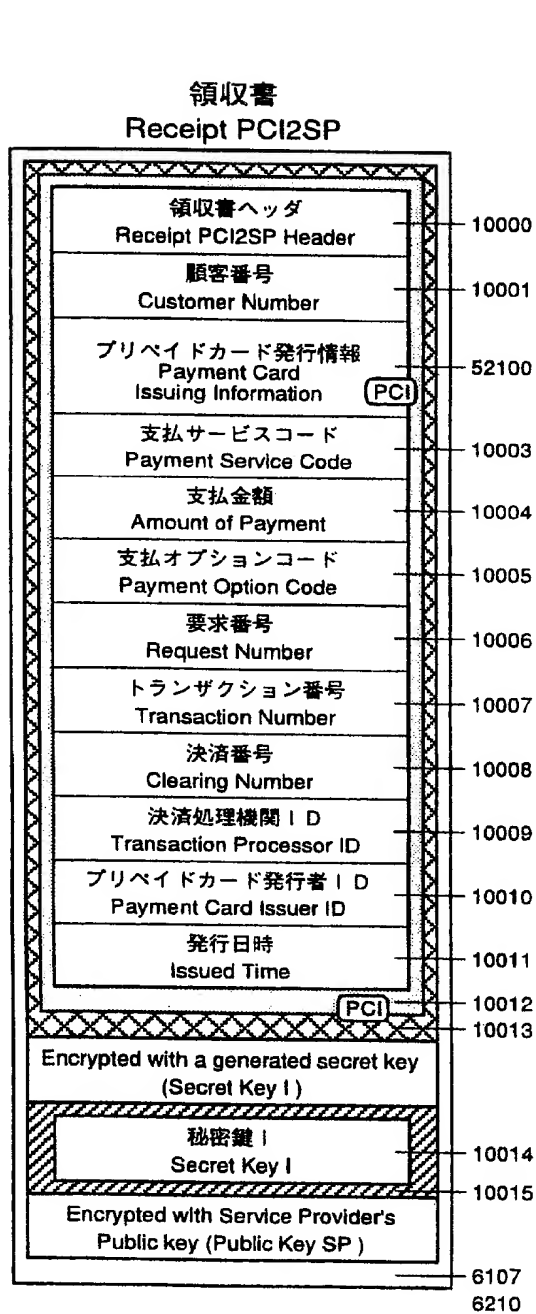 領収書
Receipt PCI2SP
領収書ヘッダ
Receipt PCI2SP Header
10000
顧客番号
Customer Number
10001
プリペイドカード発行情報
Payment Card
Issuing Information
PCI
52100
支払サービスコード
Payment Service Code
10003
支払金額
Amount of Payment
10004
支払オプションコード
Payment Option Code
10005
要求番号
Request Number
10006
トランザクション番号
Transaction Number
10007
決済番号
Clearing Number
10008
決済処理機関ID
Transaction Processor ID
10009
プリペイドカード発行者ID
Payment Card Issuer ID
10010
発行日時
Issued Time
10011
PCI
10012
10013
Encrypted with a generated secret key
(Secret Key I)
秘密鍵I
Secret Key I
10014
10015
Encrypted with Service Provider's
Public key (Public Key SP )
6107
6210